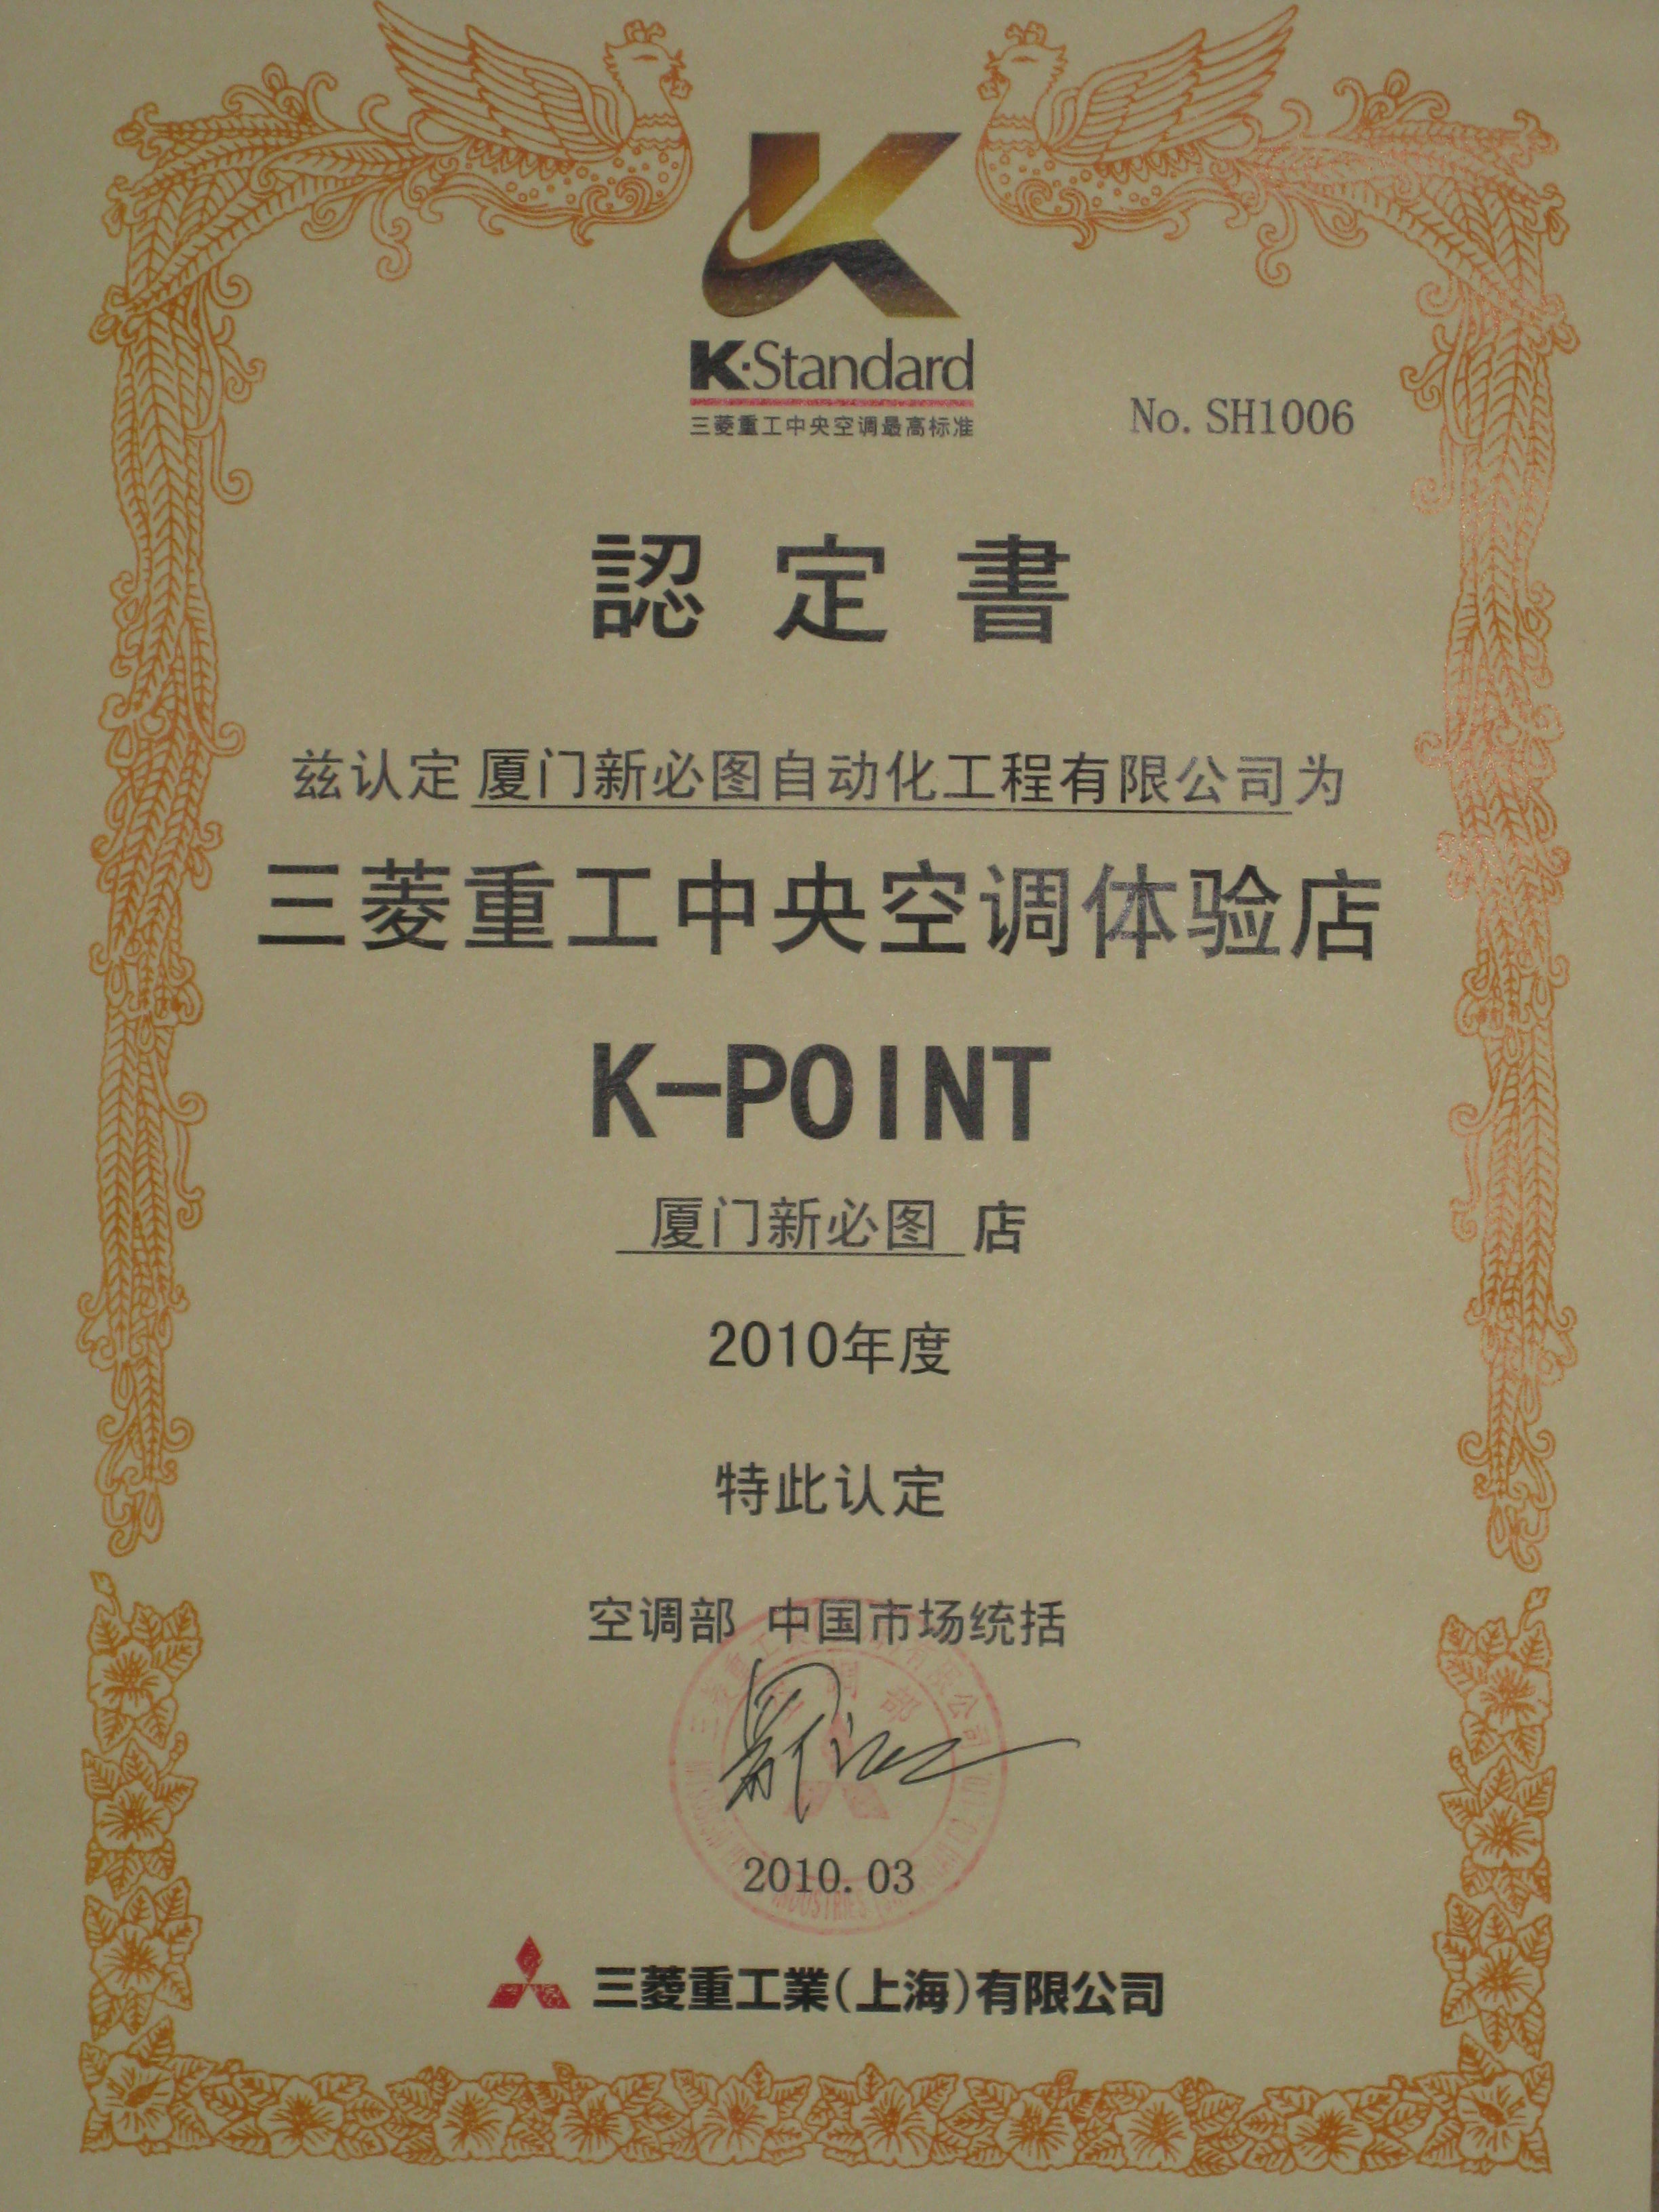 K·Standard
三菱重工中央空调最高标准
No. SH1006
認定書
兹认定 厦门新必图自动化工程有限公司为
三菱重工中央空调体验店
K-POINT
厦门新必图 店
2010年度
特此认定
空调部 中国市场统括
2010.03
三菱重工業(上海)有限公司